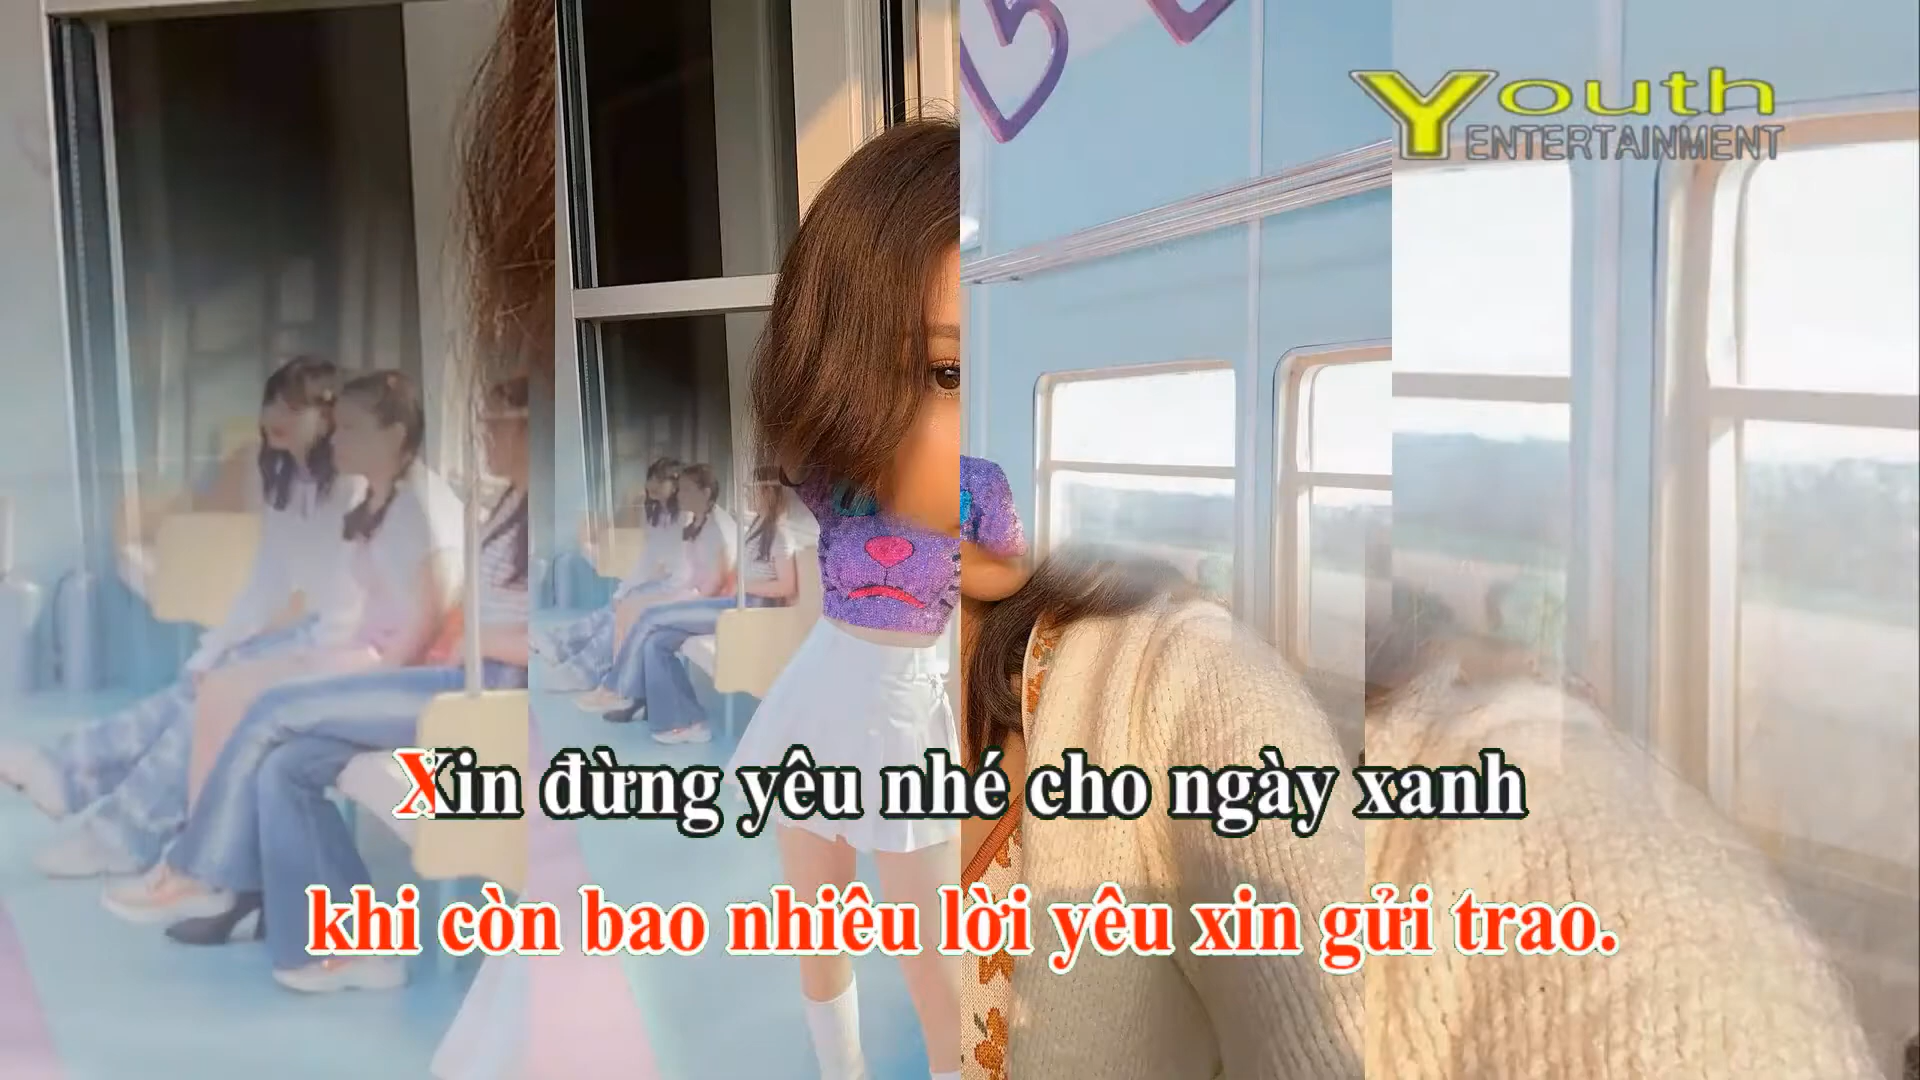 Youth
ENTERTAINMENT
Xin đừng yêu nhé cho ngày xanh
khi còn bao nhiêu lời yêu xin gửi trao.